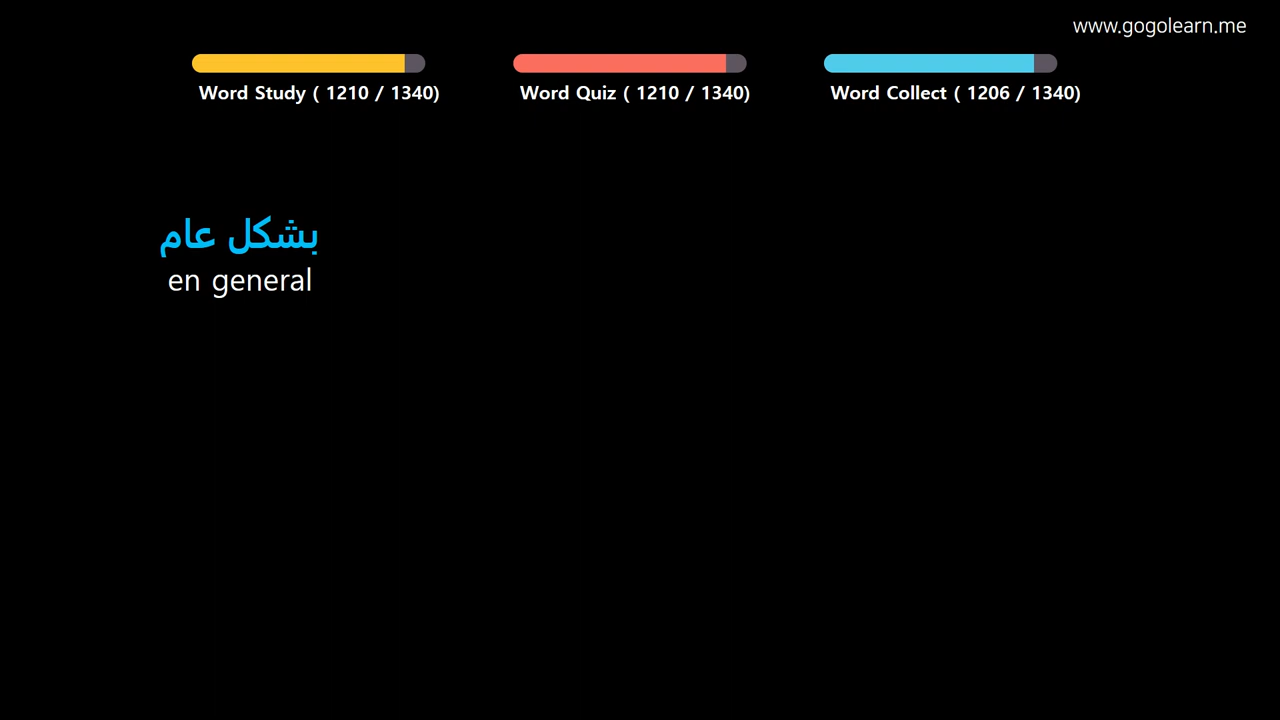 www.gogolearn.me
Word Study ( 1210 / 1340)
Word Quiz ( 1210 / 1340)
Word Collect ( 1206 / 1340)
بشكل عام
en general